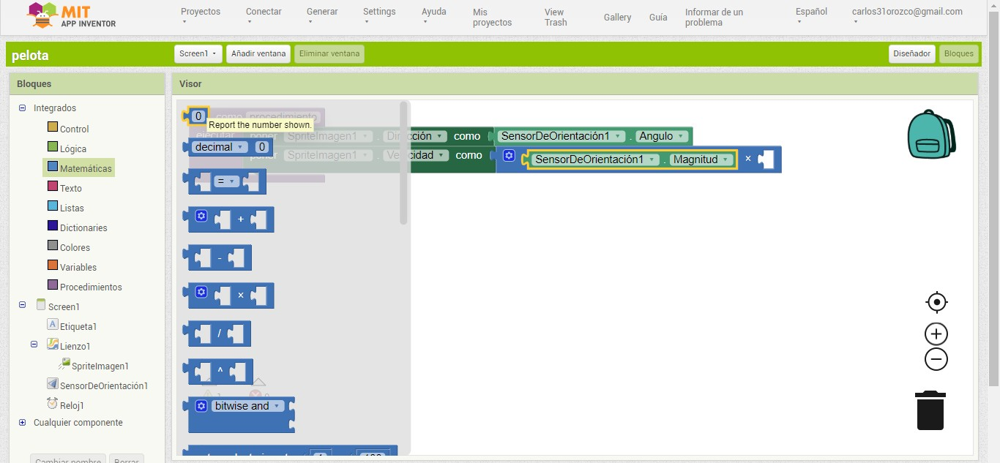 MIT
APP INVENTOR
Proyectos
Conectar
Generar
Settings
Ayuda
Mis
proyectos
View
Trash
Gallery
Guía
Informar de un
problema
Español
carlos31orozco@gmail.com
pelota
Screen1
Añadir ventana
Eliminar ventana
Diseñador
Bloques
Bloques
Integrados
Control
Lógica
Matemáticas
Texto
Listas
Dictionaries
Colores
Variables
Procedimientos
Screen1
Etiqueta1
Lienzo1
SpriteImagen1
SensorDeOrientación1
Reloj1
Cualquier componente
Cambiar nombre Borrar
Visor
0 como procedimiento
Report the number shown.
ejecutar poner SpriteImagen1 . Dirección como SensorDeOrientación1 . Angulo
decimal 0
poner SpriteImagen1 . Velocidad como SensorDeOrientación1 . Magnitud ×
=
+
-
×
/
^
1 0
bitwise and